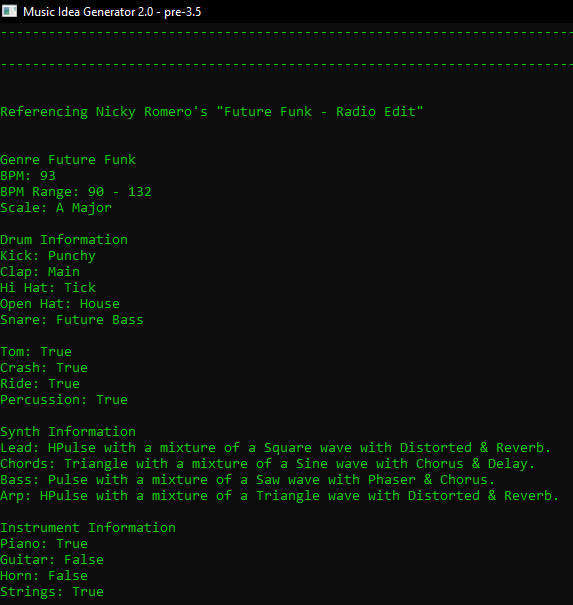 Music Idea Generator 2.0 - pre-3.5
------------------------------------------------------------------------
------------------------------------------------------------------------
Referencing Nicky Romero's "Future Funk - Radio Edit"
Genre Future Funk
BPM: 93
BPM Range: 90 - 132
Scale: A Major
Drum Information
Kick: Punchy
Clap: Main
Hi Hat: Tick
Open Hat: House
Snare: Future Bass
Tom: True
Crash: True
Ride: True
Percussion: True
Synth Information
Lead: HPulse with a mixture of a Square wave with Distorted & Reverb.
Chords: Triangle with a mixture of a Sine wave with Chorus & Delay.
Bass: Pulse with a mixture of a Saw wave with Phaser & Chorus.
Arp: HPulse with a mixture of a Triangle wave with Distorted & Reverb.
Instrument Information
Piano: True
Guitar: False
Horn: False
Strings: True